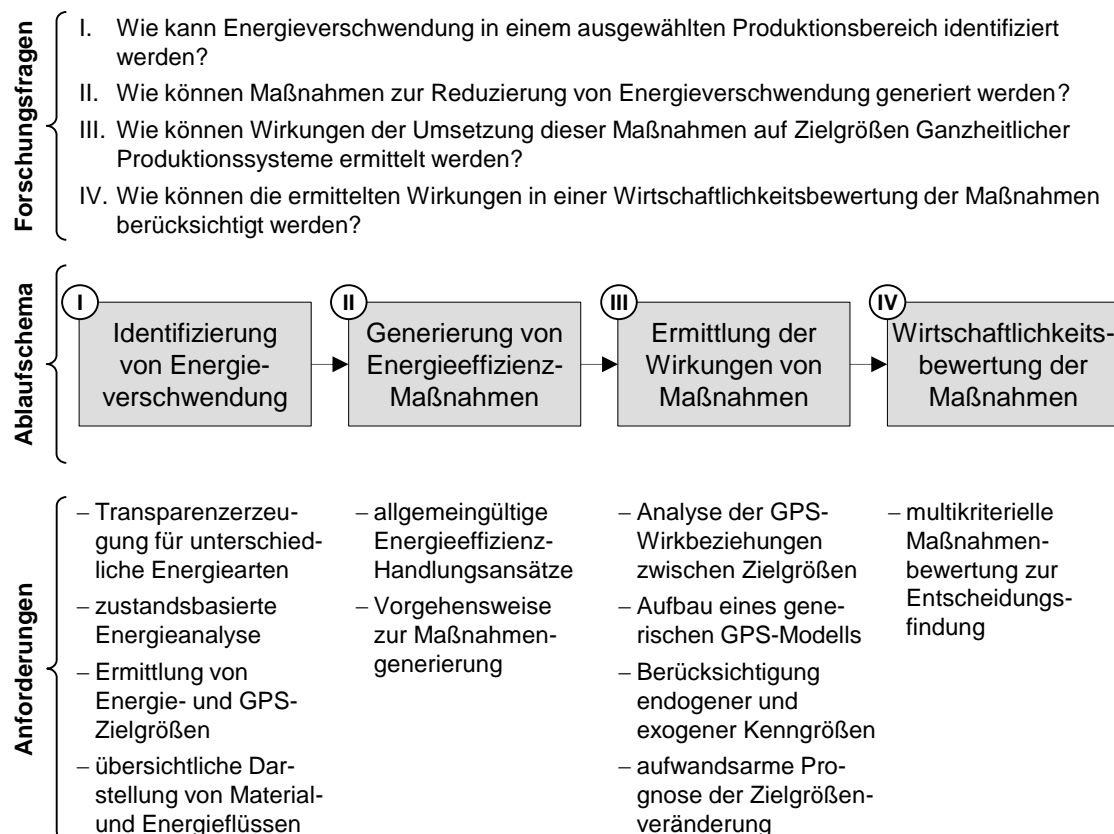 Forschungsfragen
I. Wie kann Energieverschwendung in einem ausgewählten Produktionsbereich identifiziert
werden?
II. Wie können Maßnahmen zur Reduzierung von Energieverschwendung generiert werden?
III. Wie können Wirkungen der Umsetzung dieser Maßnahmen auf Zielgrößen Ganzheitlicher
Produktionssysteme ermittelt werden?
IV. Wie können die ermittelten Wirkungen in einer Wirtschaftlichkeitsbewertung der Maßnahmen
berücksichtigt werden?
Ablaufschema
I
Identifizierung
von Energie-
verschwendung
II
Generierung von
Energieeffizienz-
Maßnahmen
III
Ermittlung der
Wirkungen von
Maßnahmen
IV
Wirtschaftlichkeits-
bewertung der
Maßnahmen
Anforderungen
– Transparenzerzeu-
gung für unterschied-
liche Energiearten
– zustandsbasierte
Energieanalyse
– Ermittlung von
Energie- und GPS-
Zielgrößen
– übersichtliche Dar-
stellung von Material-
und Energieflüssen
– allgemeingültige
Energieeffizienz-
Handlungsansätze
– Vorgehensweise
zur Maßnahmen-
generierung
– Analyse der GPS-
Wirkbeziehungen
zwischen Zielgrößen
– Aufbau eines gene-
rischen GPS-Modells
– Berücksichtigung
endogener und
exogener Kenngrößen
– aufwandsarme Pro-
gnose der Zielgrößen-
veränderung
– multikriterielle
Maßnahmen-
bewertung zur
Entscheidungs-
findung